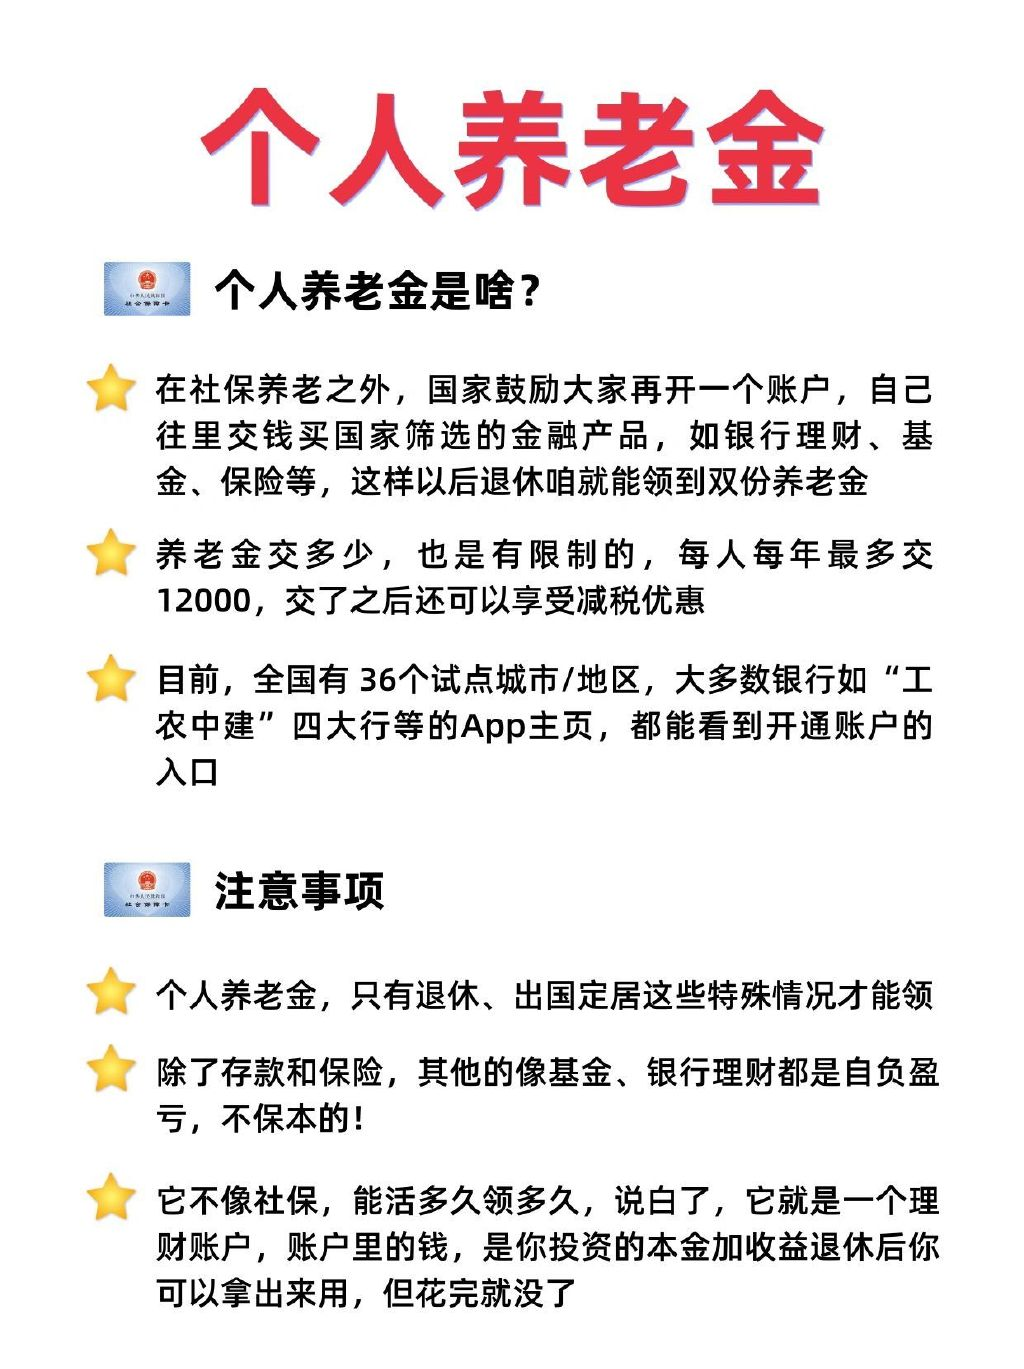 个人养老金
个人养老金是啥？
在社保养老之外，国家鼓励大家再开一个账户，自己
往里交钱买国家筛选的金融产品，如银行理财、基
金、保险等，这样以后退休咱就能领到双份养老金
养老金交多少，也是有限制的，每人每年最多交
12000，交了之后还可以享受减税优惠
目前，全国有 36个试点城市/地区，大多数银行如“工
农中建”四大行等的App主页，都能看到开通账户的
入口
社会保障卡
注意事项
社会保障卡
个人养老金，只有退休、出国定居这些特殊情况才能领
除了存款和保险，其他的像基金、银行理财都是自负盈
亏，不保本的！
它不像社保，能活多久领多久，说白了，它就是一个理
财账户，账户里的钱，是你投资的本金加收益退休后你
可以拿出来用，但花完就没了